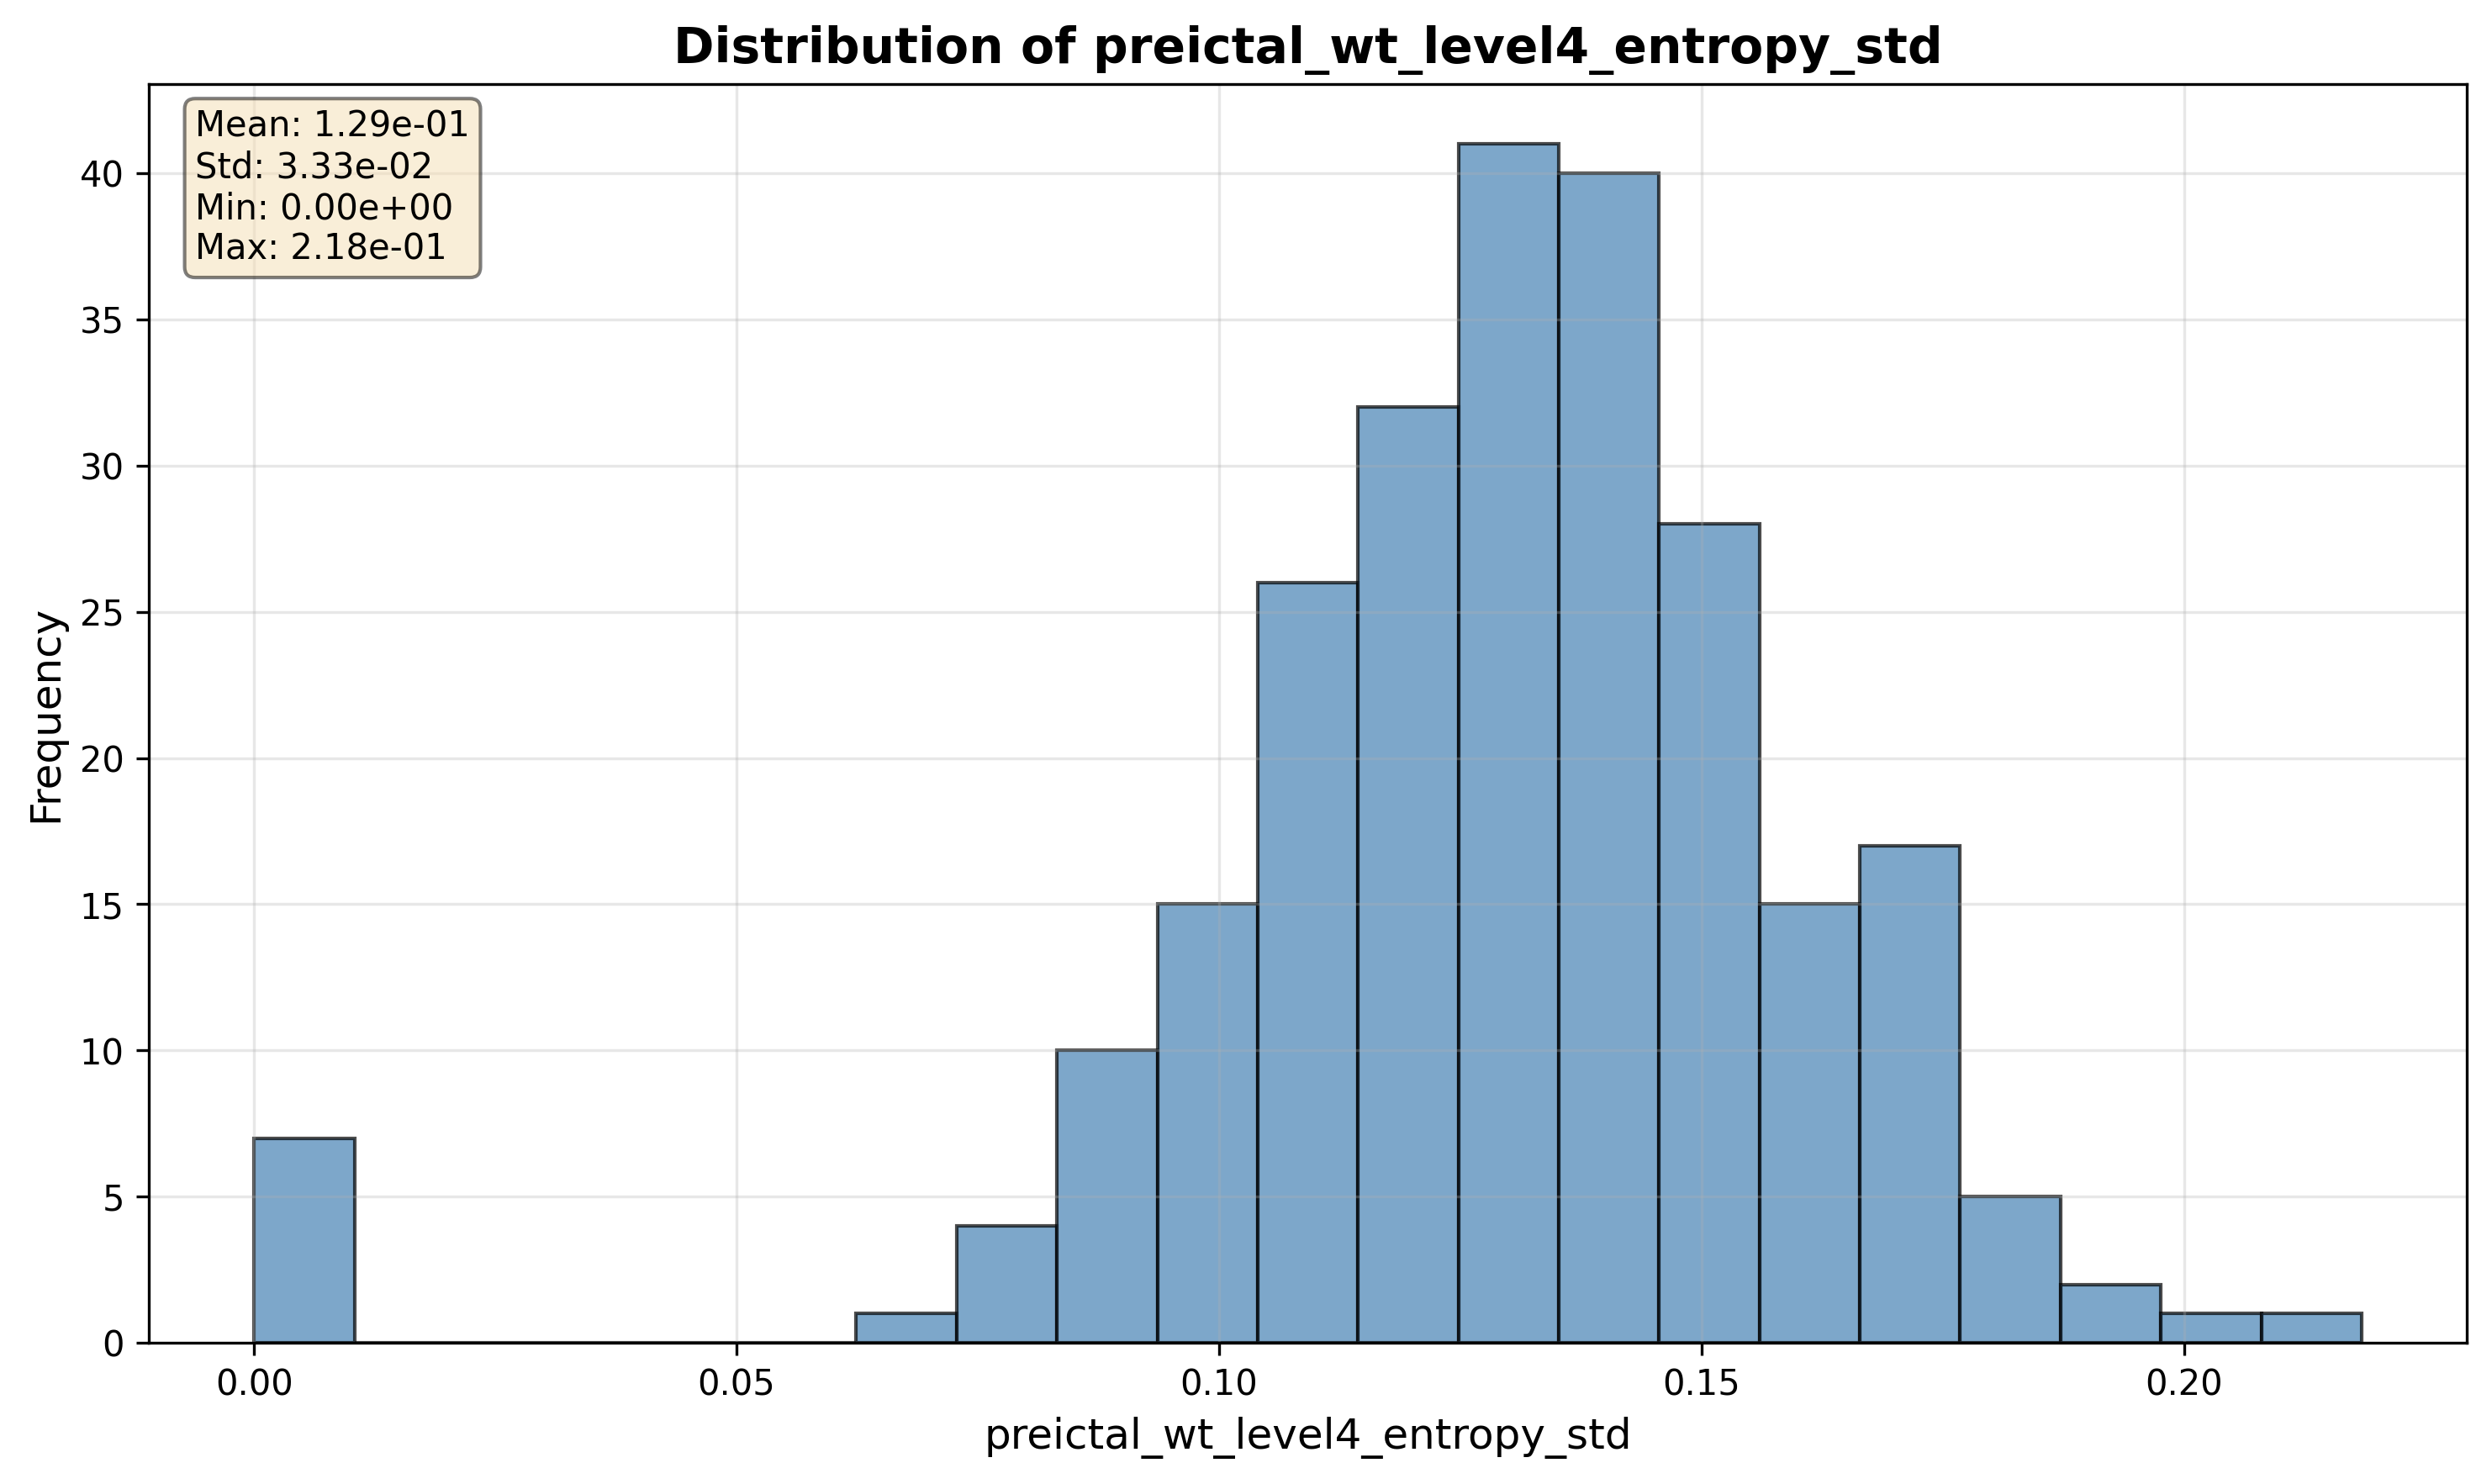 Distribution of preictal_wt_level4_entropy_std
Mean: 1.29e-01
Std: 3.33e-02
Min: 0.00e+00
Max: 2.18e-01
Frequency
40
35
30
25
20
15
10
5
0
0.00 0.05 0.10 0.15 0.20
preictal_wt_level4_entropy_std